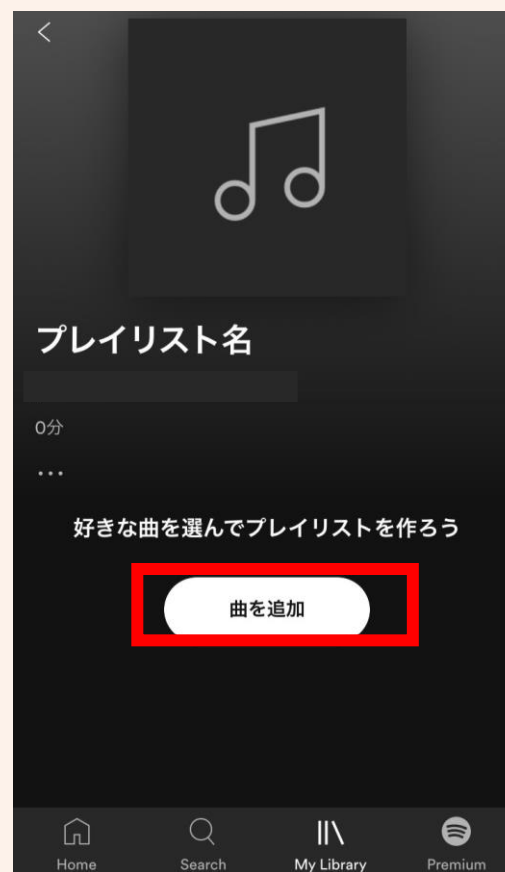 プレイリスト名
0分
好きな曲を選んでプレイリストを作ろう
曲を追加
Home
Search
My Library
Premium